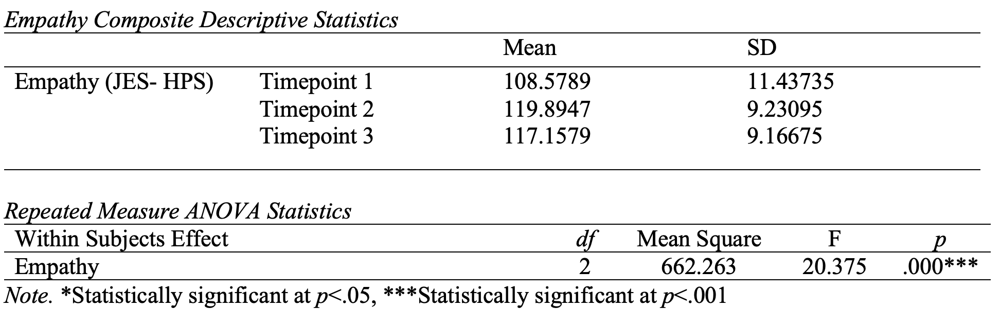 Empathy Composite Descriptive Statistics
Mean SD
Empathy (JES- HPS) Timepoint 1 108.5789 11.43735
Timepoint 2 119.8947 9.23095
Timepoint 3 117.1579 9.16675
Repeated Measure ANOVA Statistics
Within Subjects Effect df Mean Square F p
Empathy 2 662.263 20.375 .000***
Note. *Statistically significant at p<.05, ***Statistically significant at p<.001